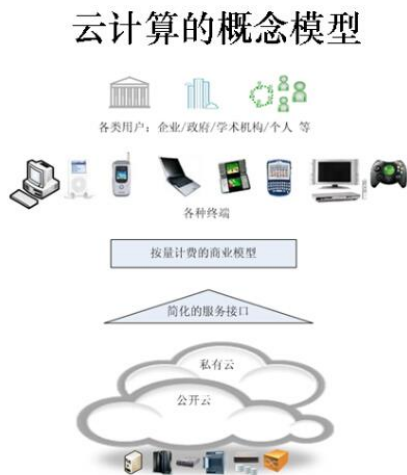 云计算的概念模型
各类用户：企业/政府/学术机构/个人 等
各种终端
按量计费的商业模型
简化的服务接口
私有云
公开云